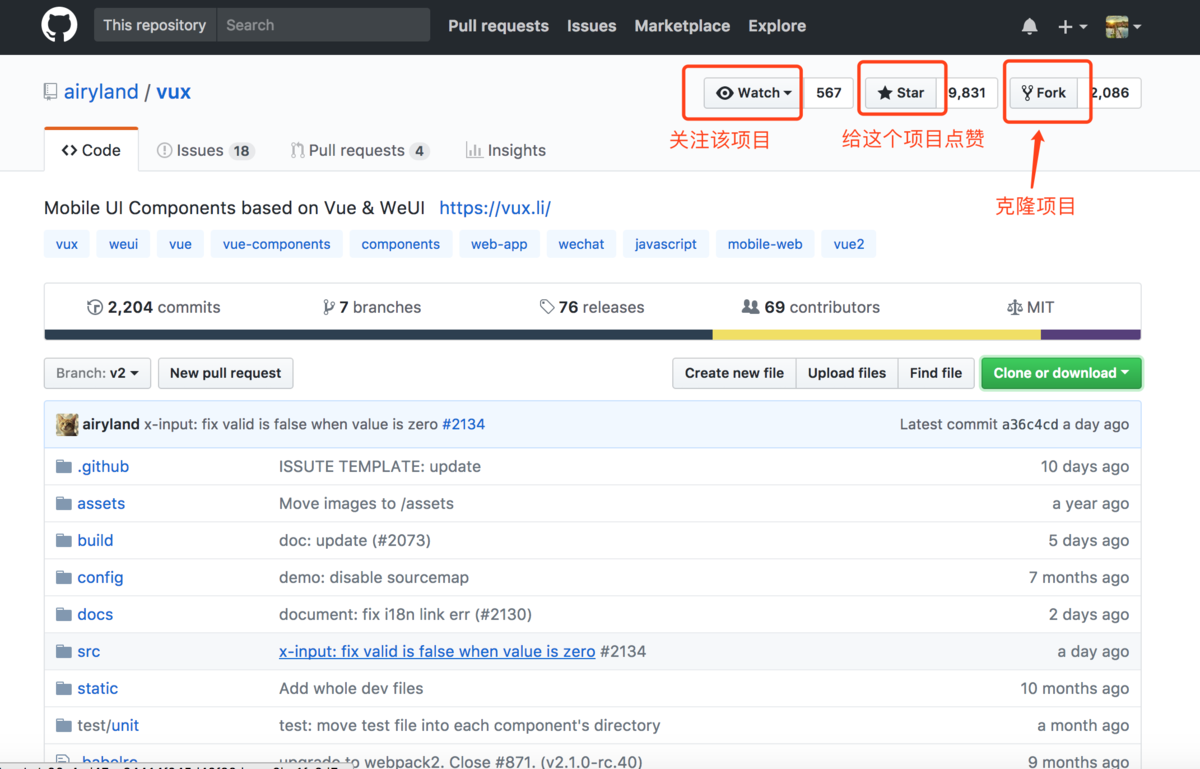 This repository Search Pull requests Issues Marketplace Explore
airyland / vux Watch 567 Star 9,831 Fork 2,086
关注该项目 给这个项目点赞
克隆项目
Code Issues 18 Pull requests 4 Insights
Mobile UI Components based on Vue & WeUI https://vux.li/
vux weui vue vue-components components web-app wechat javascript mobile-web vue2
2,204 commits 7 branches 76 releases 69 contributors MIT
Branch: v2 New pull request Create new file Upload files Find file Clone or download
airyland x-input: fix valid is false when value is zero #2134 Latest commit a36c4cd a day ago
.github ISSUTE TEMPLATE: update 10 days ago
assets Move images to /assets a year ago
build doc: update (#2073) 5 days ago
config demo: disable sourcemap 7 months ago
docs document: fix i18n link err (#2130) 2 days ago
src x-input: fix valid is false when value is zero #2134 a day ago
static Add whole dev files 10 months ago
test/unit test: move test file into each component's directory a month ago
.babelrc upgrade to webpack2. Close #871. (v2.1.0-rc.40) 9 months ago